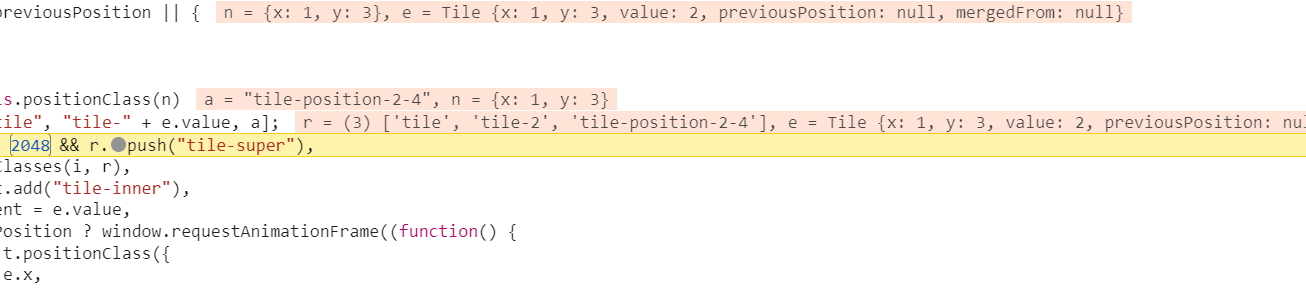 previousPosition || { n = {x: 1, y: 3}, e = Tile {x: 1, y: 3, value: 2, previousPosition: null, mergedFrom: null}
is.positionClass(n) a = "tile-position-2-4", n = {x: 1, y: 3}
tile", "tile-" + e.value, a]; r = (3) ['tile', 'tile-2', 'tile-position-2-4'], e = Tile {x: 1, y: 3, value: 2, previousPosition: nul
2048 && r.push("tile-super"),
Classes(i, r),
t.add("tile-inner"),
ent = e.value,
Position ? window.requestAnimationFrame((function() {
t.positionClass({
e.x,